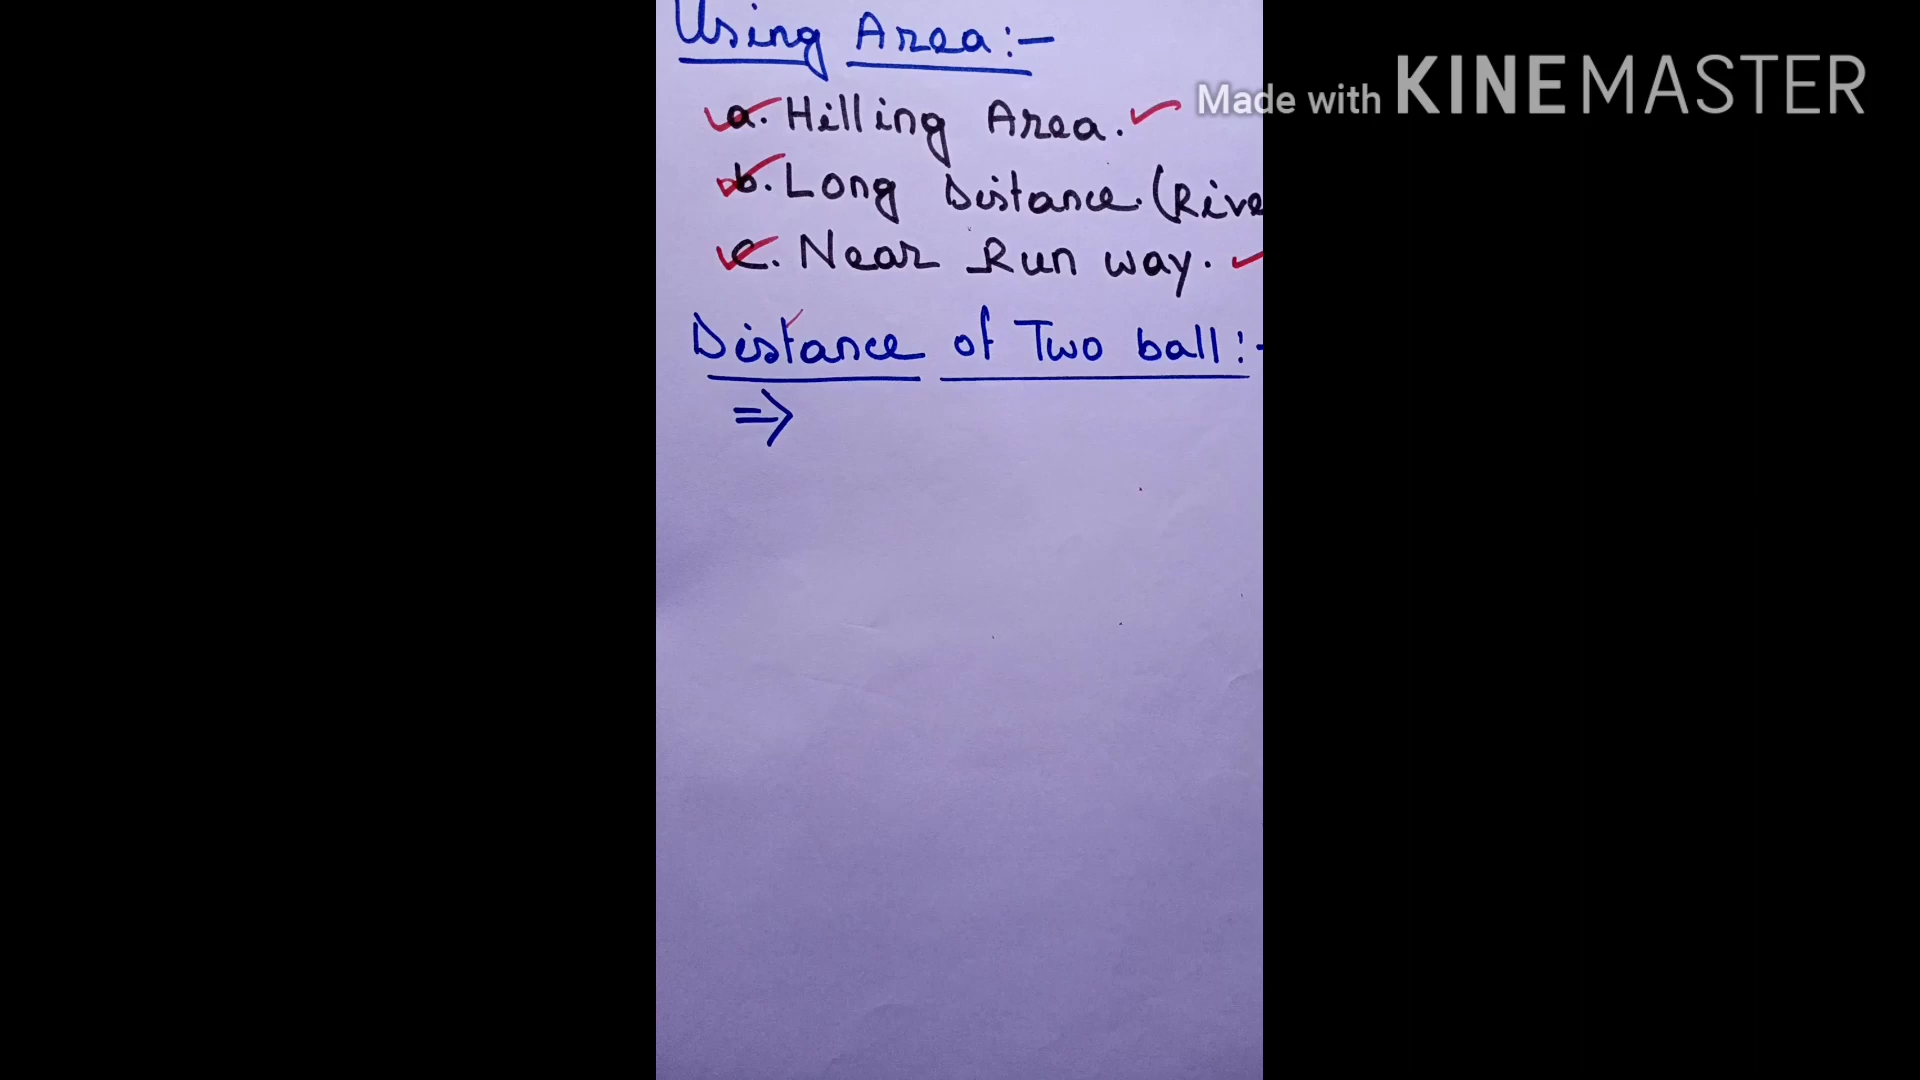 Using Area:-
a. Hilling Area.
Made with KINEMASTER
b. Long Distance. (Rive
c. Near Run way.
Distance of Two ball:-
⇒